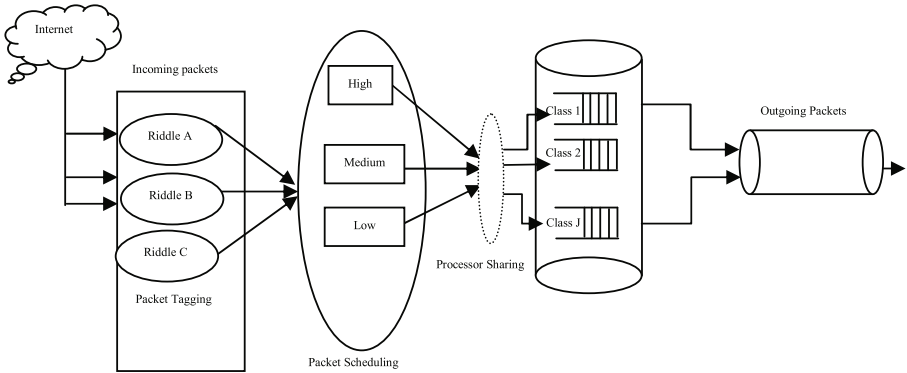 Internet
Incoming packets
Riddle A
Riddle B
Riddle C
Packet Tagging
High
Medium
Low
Packet Scheduling
Processor Sharing
Class 1
Class 2
Class J
Outgoing Packets